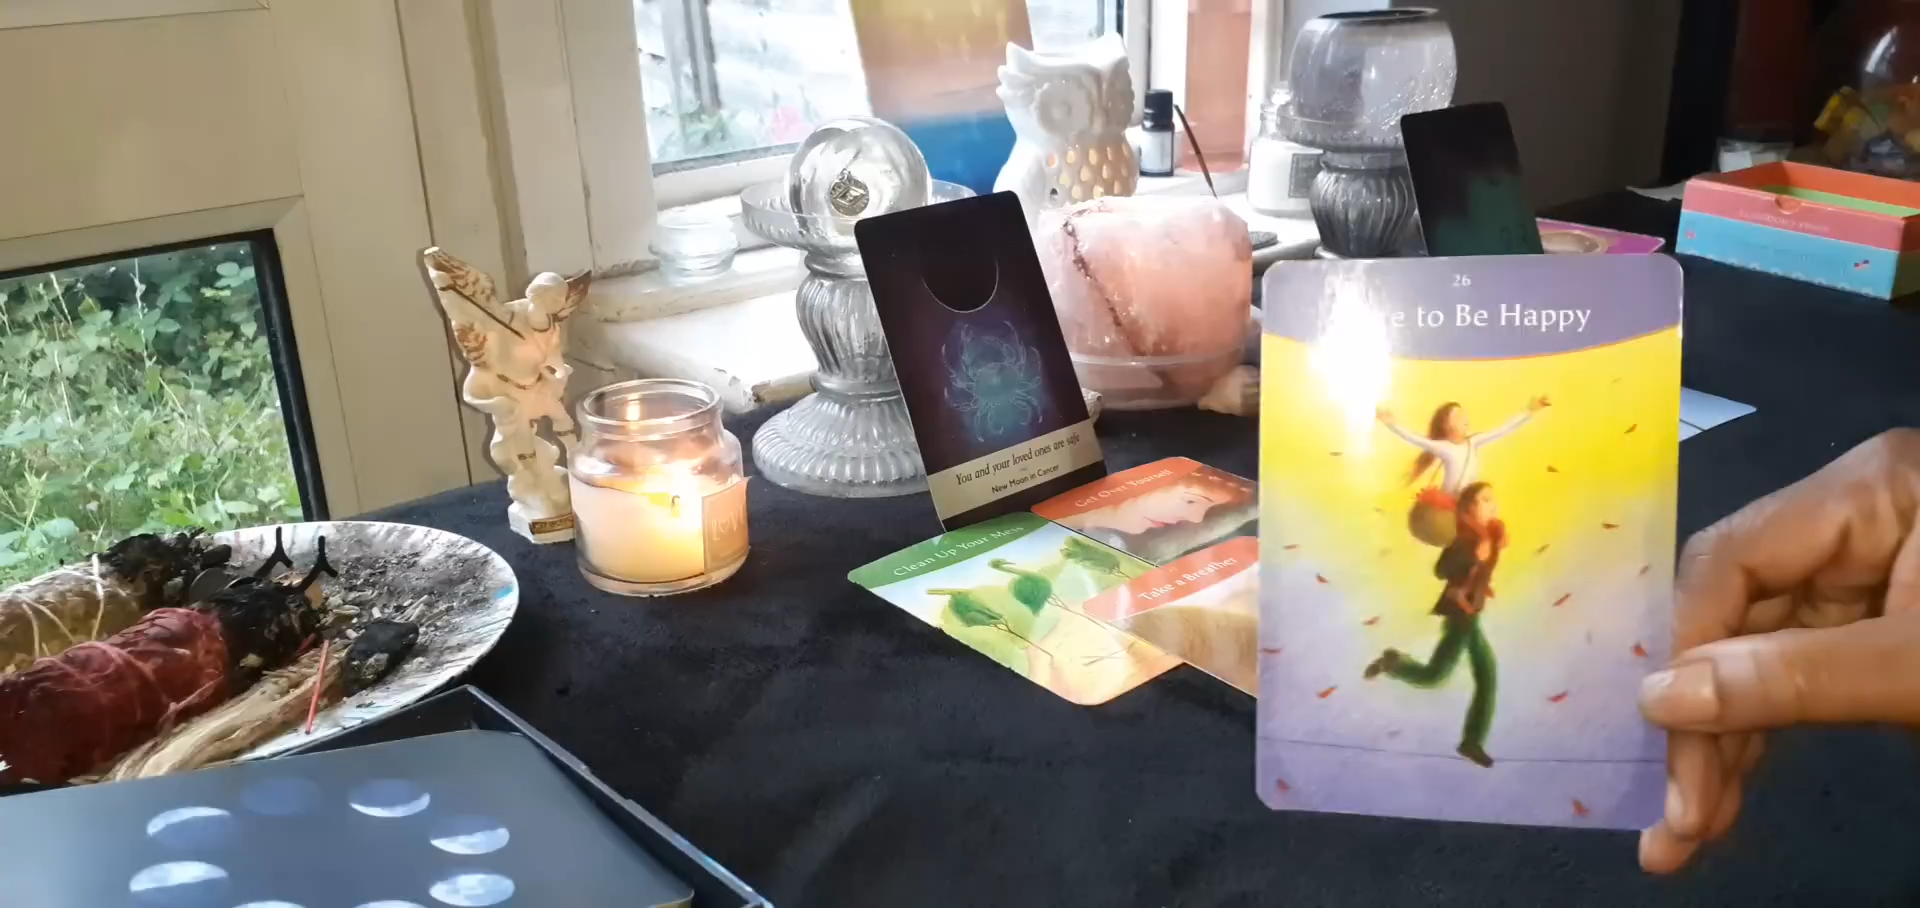 26
to Be Happy
You and your loved ones are safe
New Moon in Cancer
Get Over Yourself
Clean Up Your Mess
Take a Breather